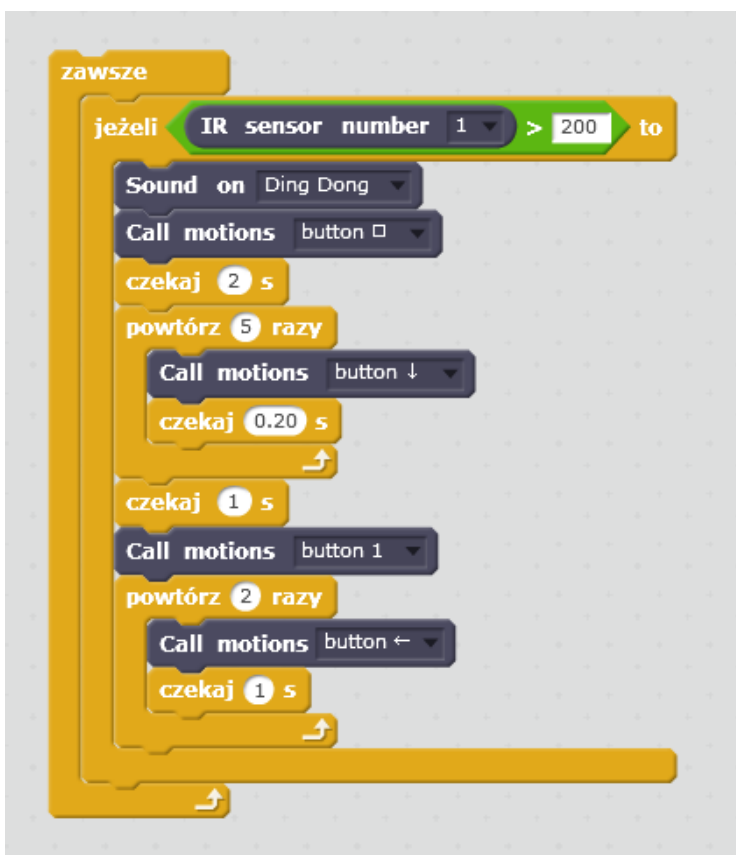 zawsze
jeżeli IR sensor number 1 > 200 to
Sound on Ding Dong
Call motions button □
czekaj 2 s
powtórz 5 razy
Call motions button ↓
czekaj 0.20 s
czekaj 1 s
Call motions button 1
powtórz 2 razy
Call motions button ←
czekaj 1 s